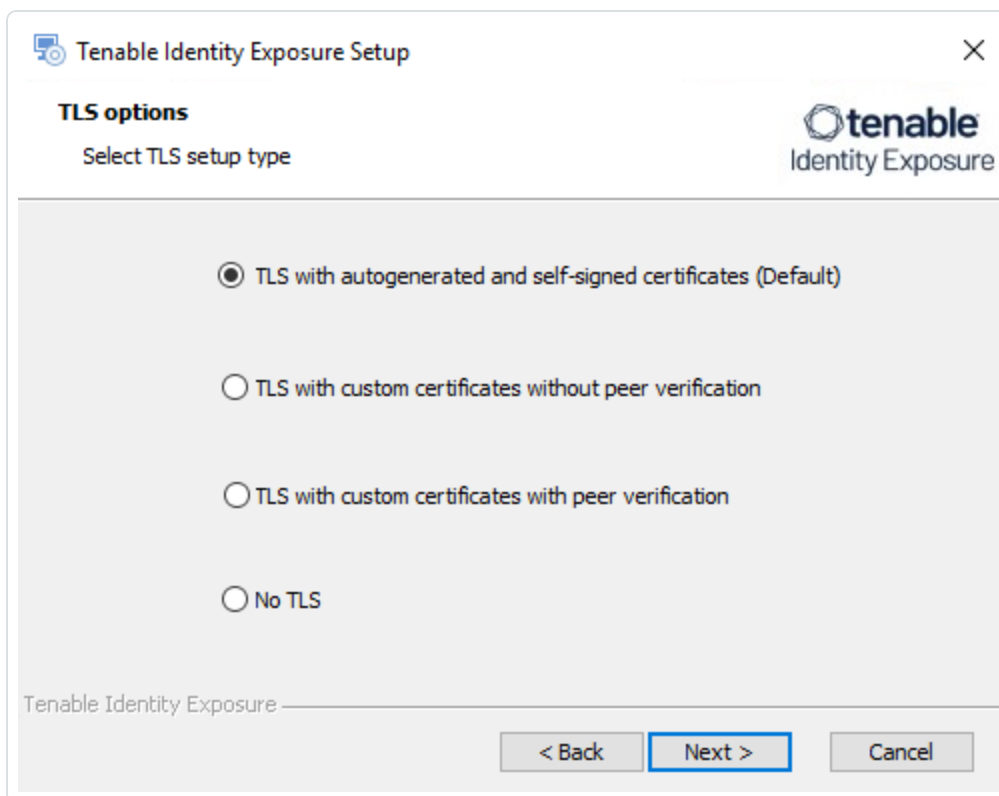 Tenable Identity Exposure Setup
TLS options
Select TLS setup type
tenable
Identity Exposure
TLS with autogenerated and self-signed certificates (Default)
TLS with custom certificates without peer verification
TLS with custom certificates with peer verification
No TLS
Tenable Identity Exposure
< Back
Next >
Cancel